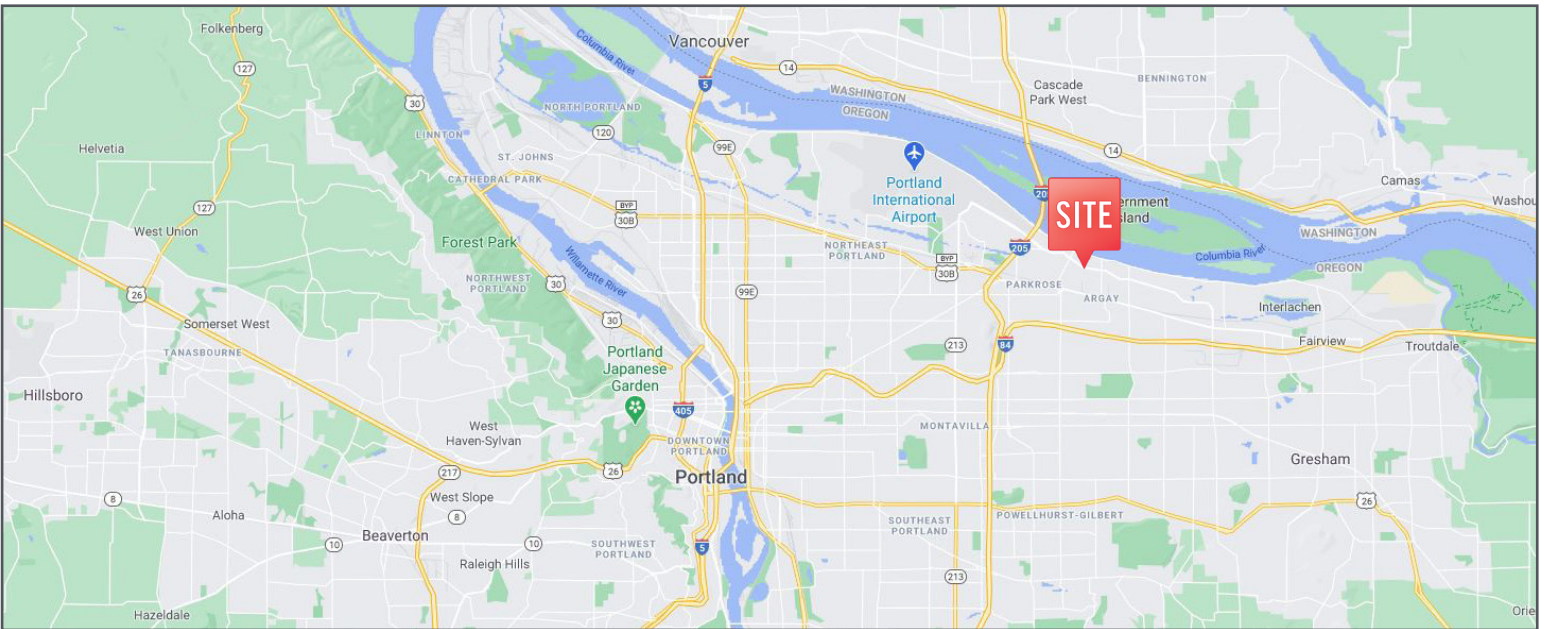 Folkenberg
Vancouver
Columbia River
127
5
14
Cascade
Park West
BENNINGTON
30
WASHINGTON
OREGON
NORTH PORTLAND
120
LINNTON
Helvetia
99E
14
ST. JOHNS
CATHEDRAL PARK
Portland
International
Airport
Camas
SITE
127
BYP
30B
West Union
Forest Park
NORTHEAST
PORTLAND
205
WASHINGTON
OREGON
Columbia
Willamette River
BYP
30B
NORTHWEST
PORTLAND
30
PARKROSE
ARGAY
26
99E
Interlachen
Somerset West
TANASBOURNE
30
213
84
Fairview
Troutdale
Portland
Japanese
Garden
Hillsboro
405
West
Haven-Sylvan
MONTAVILLA
DOWNTOWN
PORTLAND
Gresham
217
26
Portland
8
West Slope
8
26
Aloha
SOUTHEAST
PORTLAND
POWELLHURST-GILBERT
Beaverton
10
10
SOUTHWEST
PORTLAND
5
Raleigh Hills
213
Hazeldale